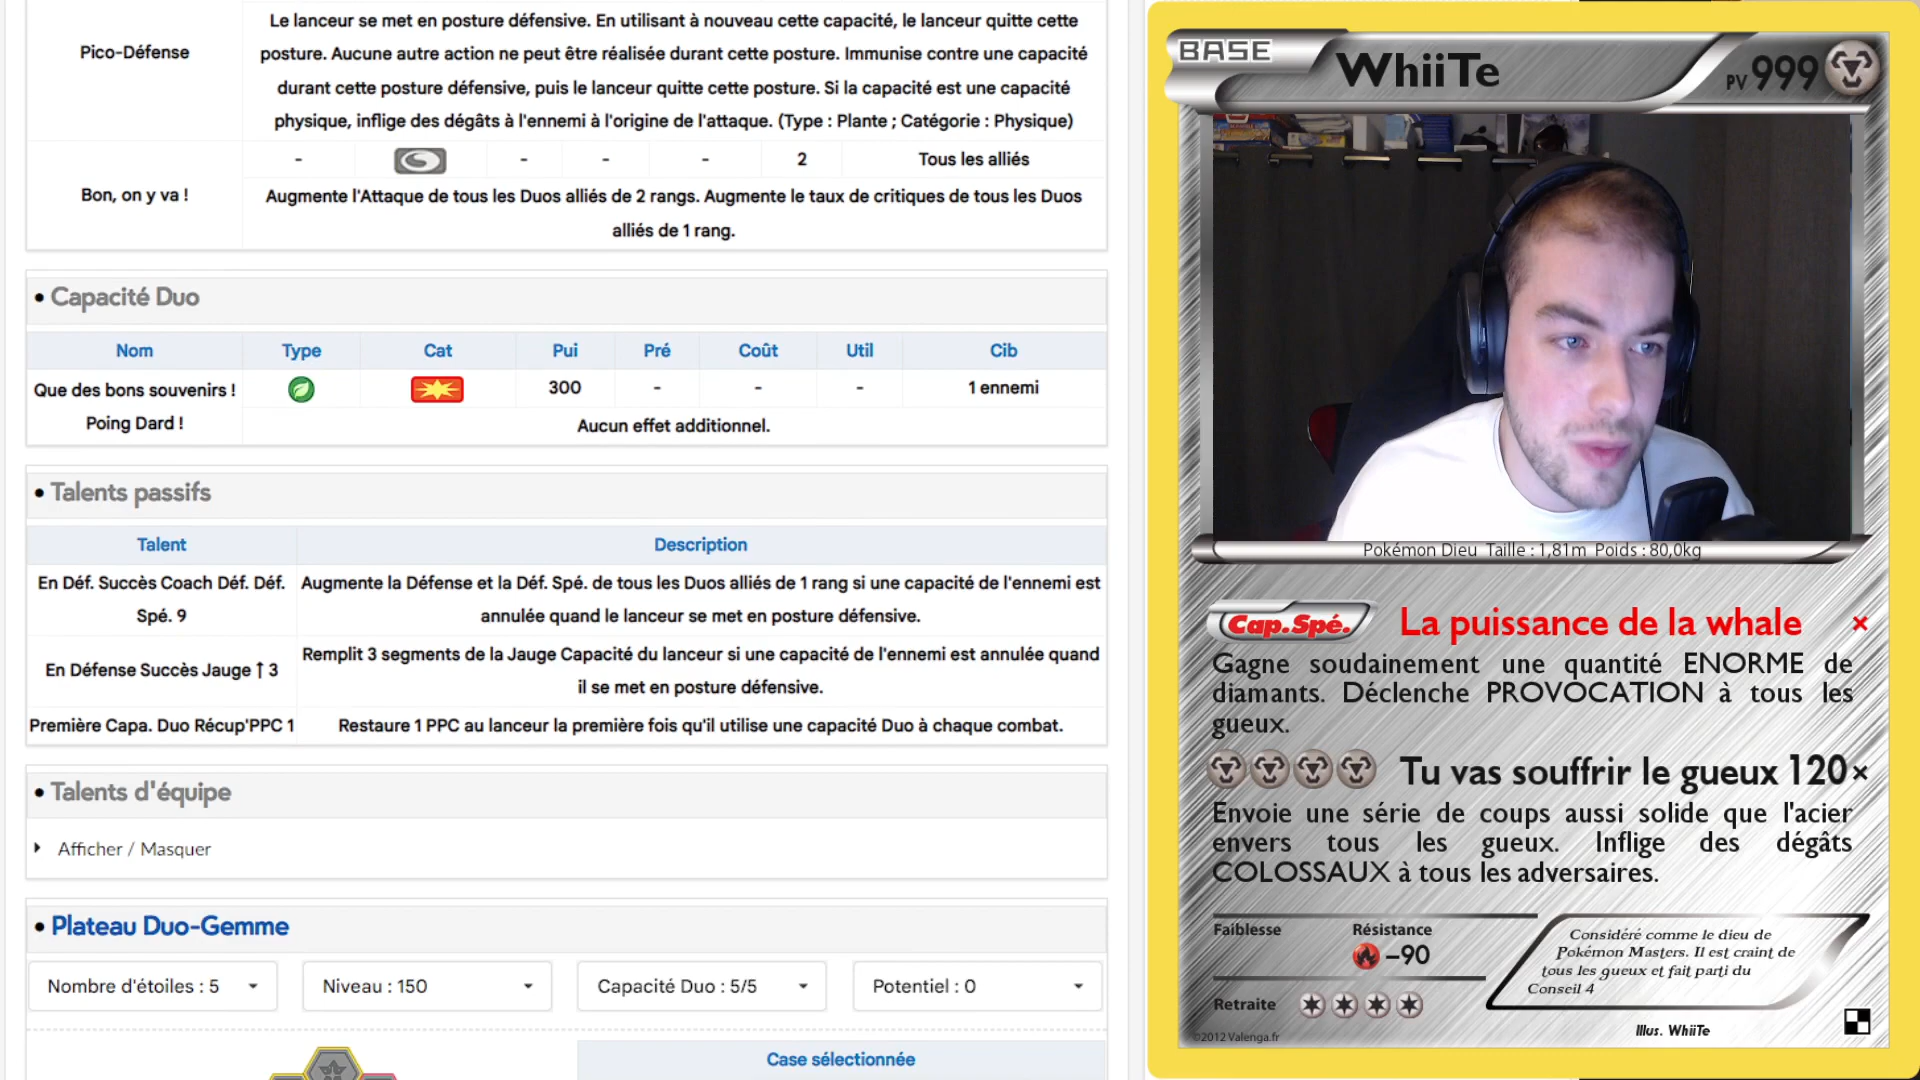 Le lanceur se met en posture défensive. En utilisant à nouveau cette capacité, le lanceur quitte cette
Pico-Défense
posture. Aucune autre action ne peut être réalisée durant cette posture. Immunise contre une capacité
durant cette posture défensive, puis le lanceur quitte cette posture. Si la capacité est une capacité
physique, inflige des dégâts à l'ennemi à l'origine de l'attaque. (Type : Plante ; Catégorie : Physique)
- - - - 2 Tous les alliés
Bon, on y va !
Augmente l'Attaque de tous les Duos alliés de 2 rangs. Augmente le taux de critiques de tous les Duos
alliés de 1 rang.
• Capacité Duo
Nom Type Cat Pui Pré Coût Util Cib
Que des bons souvenirs !
Poing Dard !
300 - - - 1 ennemi
Aucun effet additionnel.
• Talents passifs
Talent Description
En Déf. Succès Coach Déf. Déf.
Spé. 9
Augmente la Défense et la Déf. Spé. de tous les Duos alliés de 1 rang si une capacité de l'ennemi est
annulée quand le lanceur se met en posture défensive.
En Défense Succès Jauge ↑ 3
Remplit 3 segments de la Jauge Capacité du lanceur si une capacité de l'ennemi est annulée quand
il se met en posture défensive.
Première Capa. Duo Récup'PPC 1
Restaure 1 PPC au lanceur la première fois qu'il utilise une capacité Duo à chaque combat.
• Talents d'équipe
Afficher / Masquer
• Plateau Duo-Gemme
Nombre d'étoiles : 5
Niveau : 150
Capacité Duo : 5/5
Potentiel : 0
Case sélectionnée
BASE
WhiiTe
PV 999
Pokémon Dieu Taille : 1,81m Poids : 80,0kg
Cap.Spé. La puissance de la whale ×
Gagne soudainement une quantité ENORME de
diamants. Déclenche PROVOCATION à tous les
gueux.
Tu vas souffrir le gueux 120×
Envoie une série de coups aussi solide que l'acier
envers tous les gueux. Inflige des dégâts
COLOSSAUX à tous les adversaires.
Faiblesse Résistance
–90
Retraite
Considéré comme le dieu de
Pokémon Masters. Il est craint de
tous les gueux et fait parti du
Conseil 4
Illus. WhiiTe
©2012 Valenga.fr